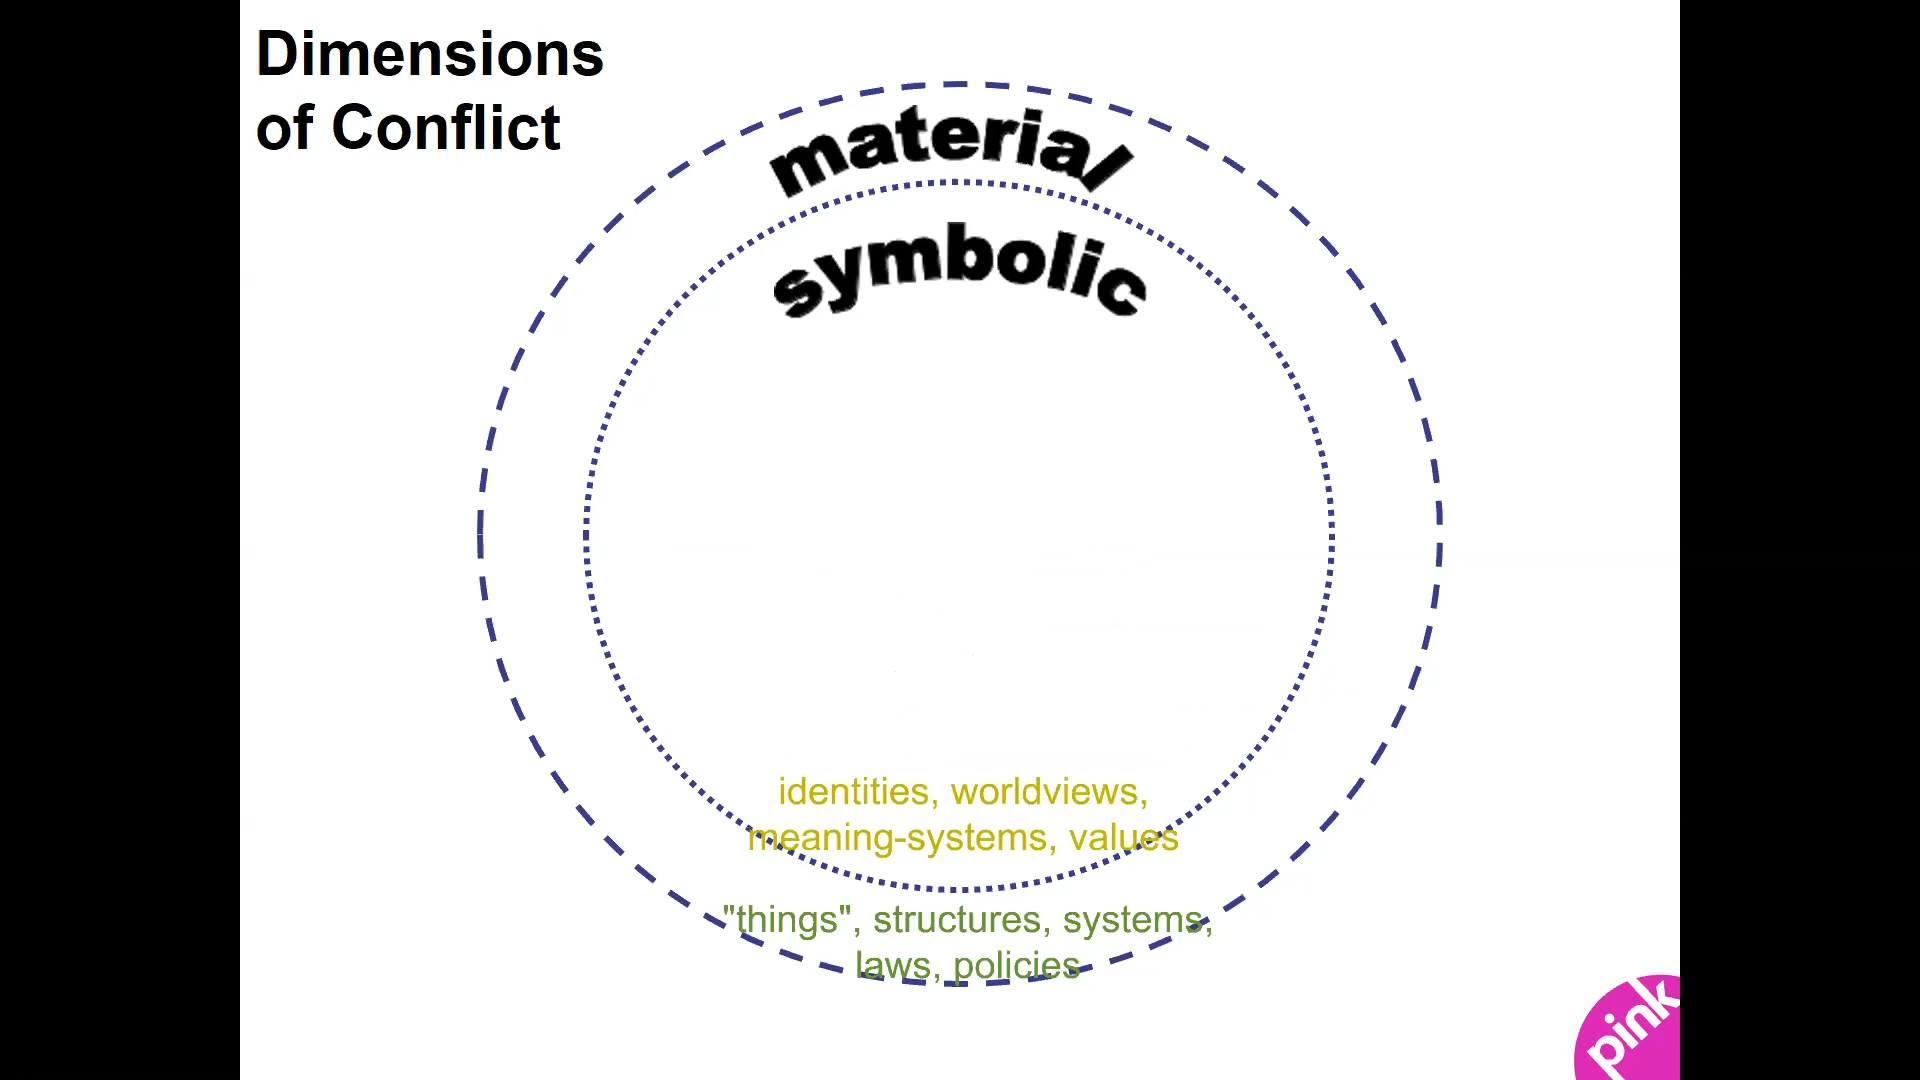 Dimensions
of Conflict
material
symbolic
identities, worldviews,
meaning-systems, values
"things", structures, systems,
laws, policies
pink